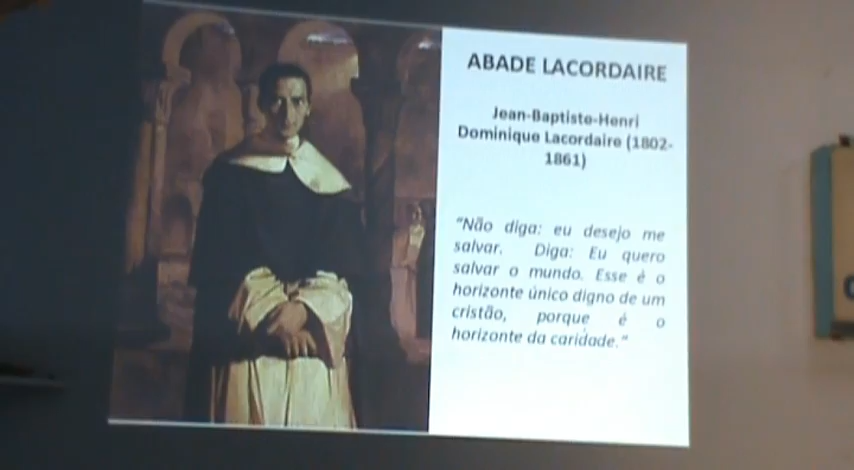 ABADE LACORDAIRE
Jean-Baptiste-Henri
Dominique Lacordaire (1802-
1861)
"Não diga: eu desejo me
salvar. Diga: Eu quero
salvar o mundo. Esse é o
horizonte único digno de um
cristão, porque é o
horizonte da caridade."